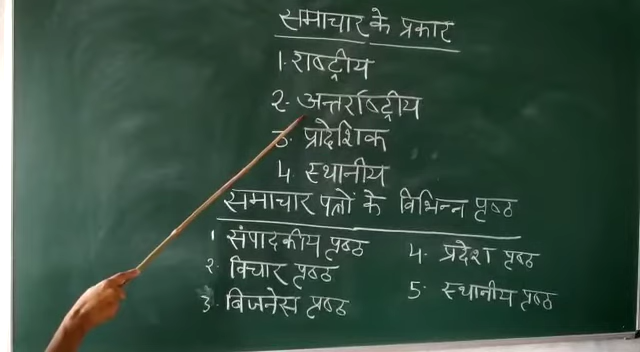 समाचार के प्रकार
1. राष्ट्रीय
2. अन्तर्राष्ट्रीय
3. प्रादेशिक
4. स्थानीय
समाचार पत्रों के विभिन्न पृष्ठ
1 संपादकीय पृष्ठ
2. विचार पृष्ठ
3. बिजनेस पृष्ठ
4. प्रदेश पृष्ठ
5. स्थानीय पृष्ठ